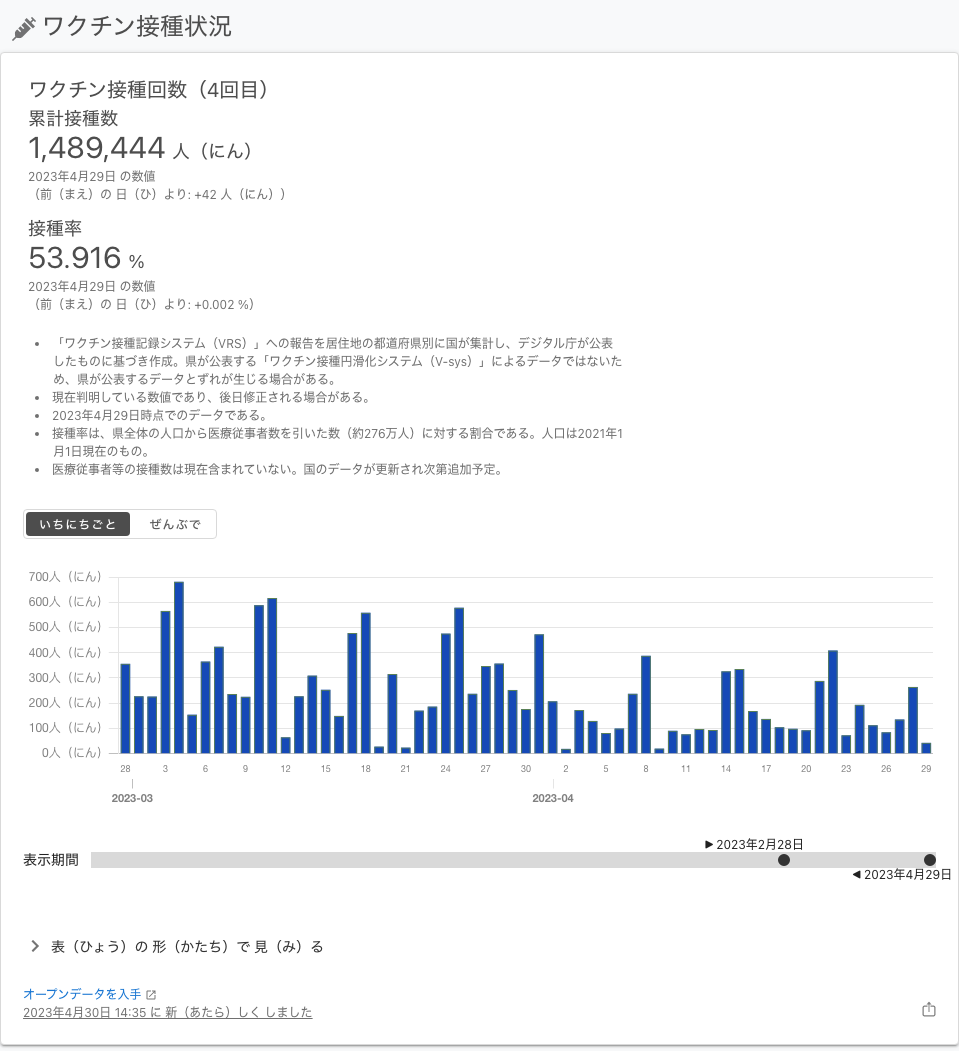 ワクチン接種状況
ワクチン接種回数（4回目）
累計接種数
1,489,444 人（にん）
2023年4月29日 の数値
（前（まえ）の 日（ひ）より: +42 人（にん））
接種率
53.916 %
2023年4月29日 の数値
（前（まえ）の 日（ひ）より: +0.002 %）
「ワクチン接種記録システム（VRS）」への報告を居住地の都道府県別に国が集計し、デジタル庁が公表
したものに基づき作成。県が公表する「ワクチン接種円滑化システム（V-sys）」によるデータではないた
め、県が公表するデータとずれが生じる場合がある。
現在判明している数値であり、後日修正される場合がある。
2023年4月29日時点でのデータである。
接種率は、県全体の人口から医療従事者数を引いた数（約276万人）に対する割合である。人口は2021年1
月1日現在のもの。
医療従事者等の接種数は現在含まれていない。国のデータが更新され次第追加予定。
いちにちごと ぜんぶで
700人（にん）
600人（にん）
500人（にん）
400人（にん）
300人（にん）
200人（にん）
100人（にん）
0人（にん）
28 3 6 9 12 15 18 21 24 27 30 2 5 8 11 14 17 20 23 26 29
2023-03 2023-04
2023年2月28日
表示期間
2023年4月29日
表（ひょう）の 形（かたち）で 見（み）る
オープンデータを入手
2023年4月30日 14:35 に 新（あたら）しく しました